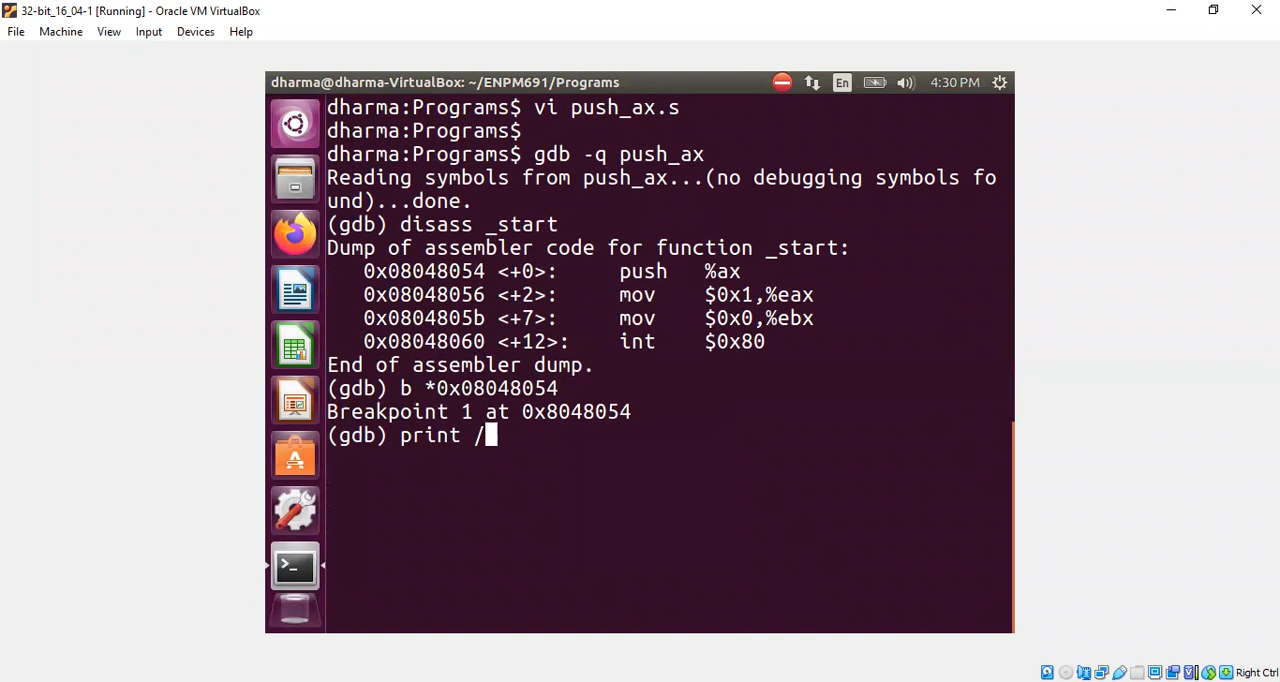 32-bit_16_04-1 [Running] - Oracle VM VirtualBox
File Machine View Input Devices Help
dharma@dharma-VirtualBox: ~/ENPM691/Programs En 4:30 PM
dharma:Programs$ vi push_ax.s
dharma:Programs$
dharma:Programs$ gdb -q push_ax
Reading symbols from push_ax...(no debugging symbols fo
und)...done.
(gdb) disass _start
Dump of assembler code for function _start:
0x08048054 <+0>: push %ax
0x08048056 <+2>: mov $0x1,%eax
0x0804805b <+7>: mov $0x0,%ebx
0x08048060 <+12>: int $0x80
End of assembler dump.
(gdb) b *0x08048054
Breakpoint 1 at 0x8048054
(gdb) print /
Right Ctrl